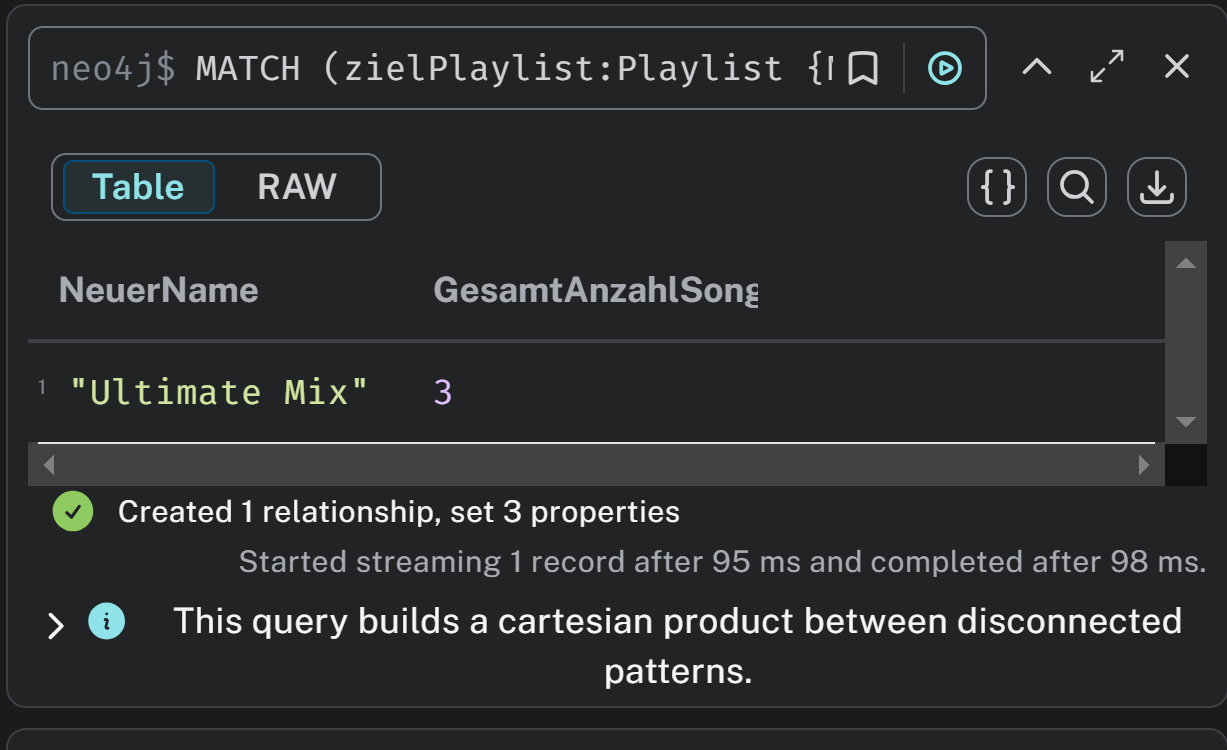 neo4j$ MATCH (zielPlaylist:Playlist {
Table RAW
{}
NeuerName GesamtAnzahlSong
1 "Ultimate Mix" 3
Created 1 relationship, set 3 properties
Started streaming 1 record after 95 ms and completed after 98 ms.
i This query builds a cartesian product between disconnected
patterns.